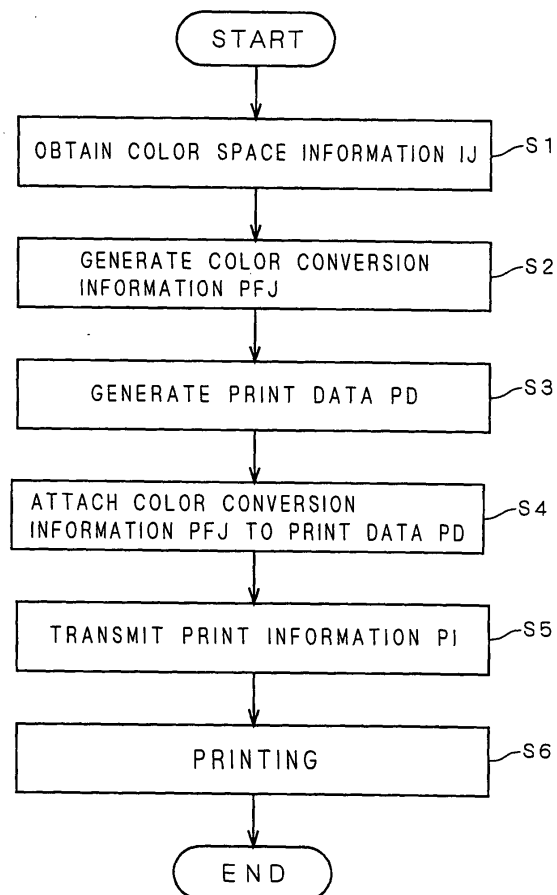 START
OBTAIN COLOR SPACE INFORMATION IJ
S1
GENERATE COLOR CONVERSION
INFORMATION PFJ
S2
GENERATE PRINT DATA PD
S3
ATTACH COLOR CONVERSION
INFORMATION PFJ TO PRINT DATA PD
S4
TRANSMIT PRINT INFORMATION PI
S5
PRINTING
S6
END